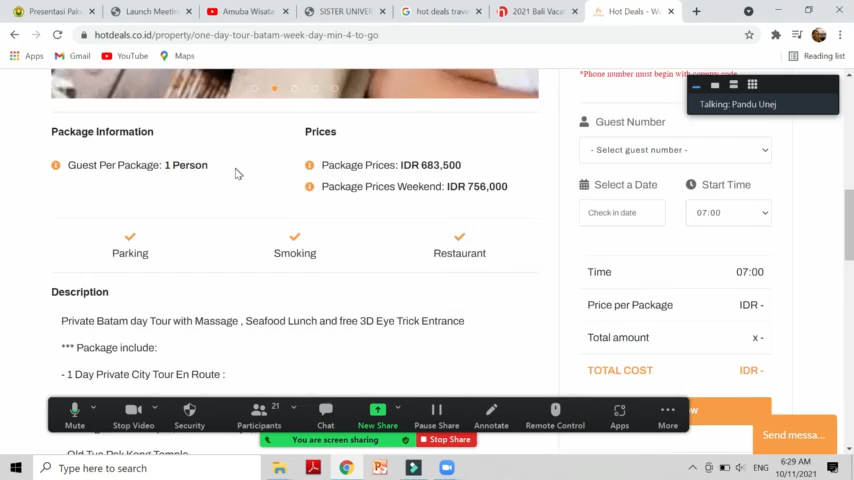 Presentasi Pak
Launch Meetin
Amuba Wisata
SISTER UNIVER
hot deals trave
2021 Bali Vacat
Hot Deals - W
hotdeals.co.id/property/one-day-tour-batam-week-day-min-4-to-go
Apps
Gmail
YouTube
Maps
Reading list
*Phone number must begin with country code
Talking: Pandu Unej
Package Information
Prices
Guest Per Package: 1 Person
Package Prices: IDR 683,500
Package Prices Weekend: IDR 756,000
Guest Number
- Select guest number -
Select a Date
Start Time
Check in date
07:00
Parking
Smoking
Restaurant
Time
07:00
Price per Package
IDR -
Total amount
x -
TOTAL COST
IDR -
Description
Private Batam day Tour with Massage , Seafood Lunch and free 3D Eye Trick Entrance
*** Package include:
- 1 Day Private City Tour En Route :
Mute
Stop Video
Security
Participants
21
Chat
New Share
Pause Share
Annotate
Remote Control
Apps
More
You are screen sharing
Stop Share
Send messa...
Old Tua Pek Kong Temple
Type here to search
ENG
6:29 AM
10/11/2021